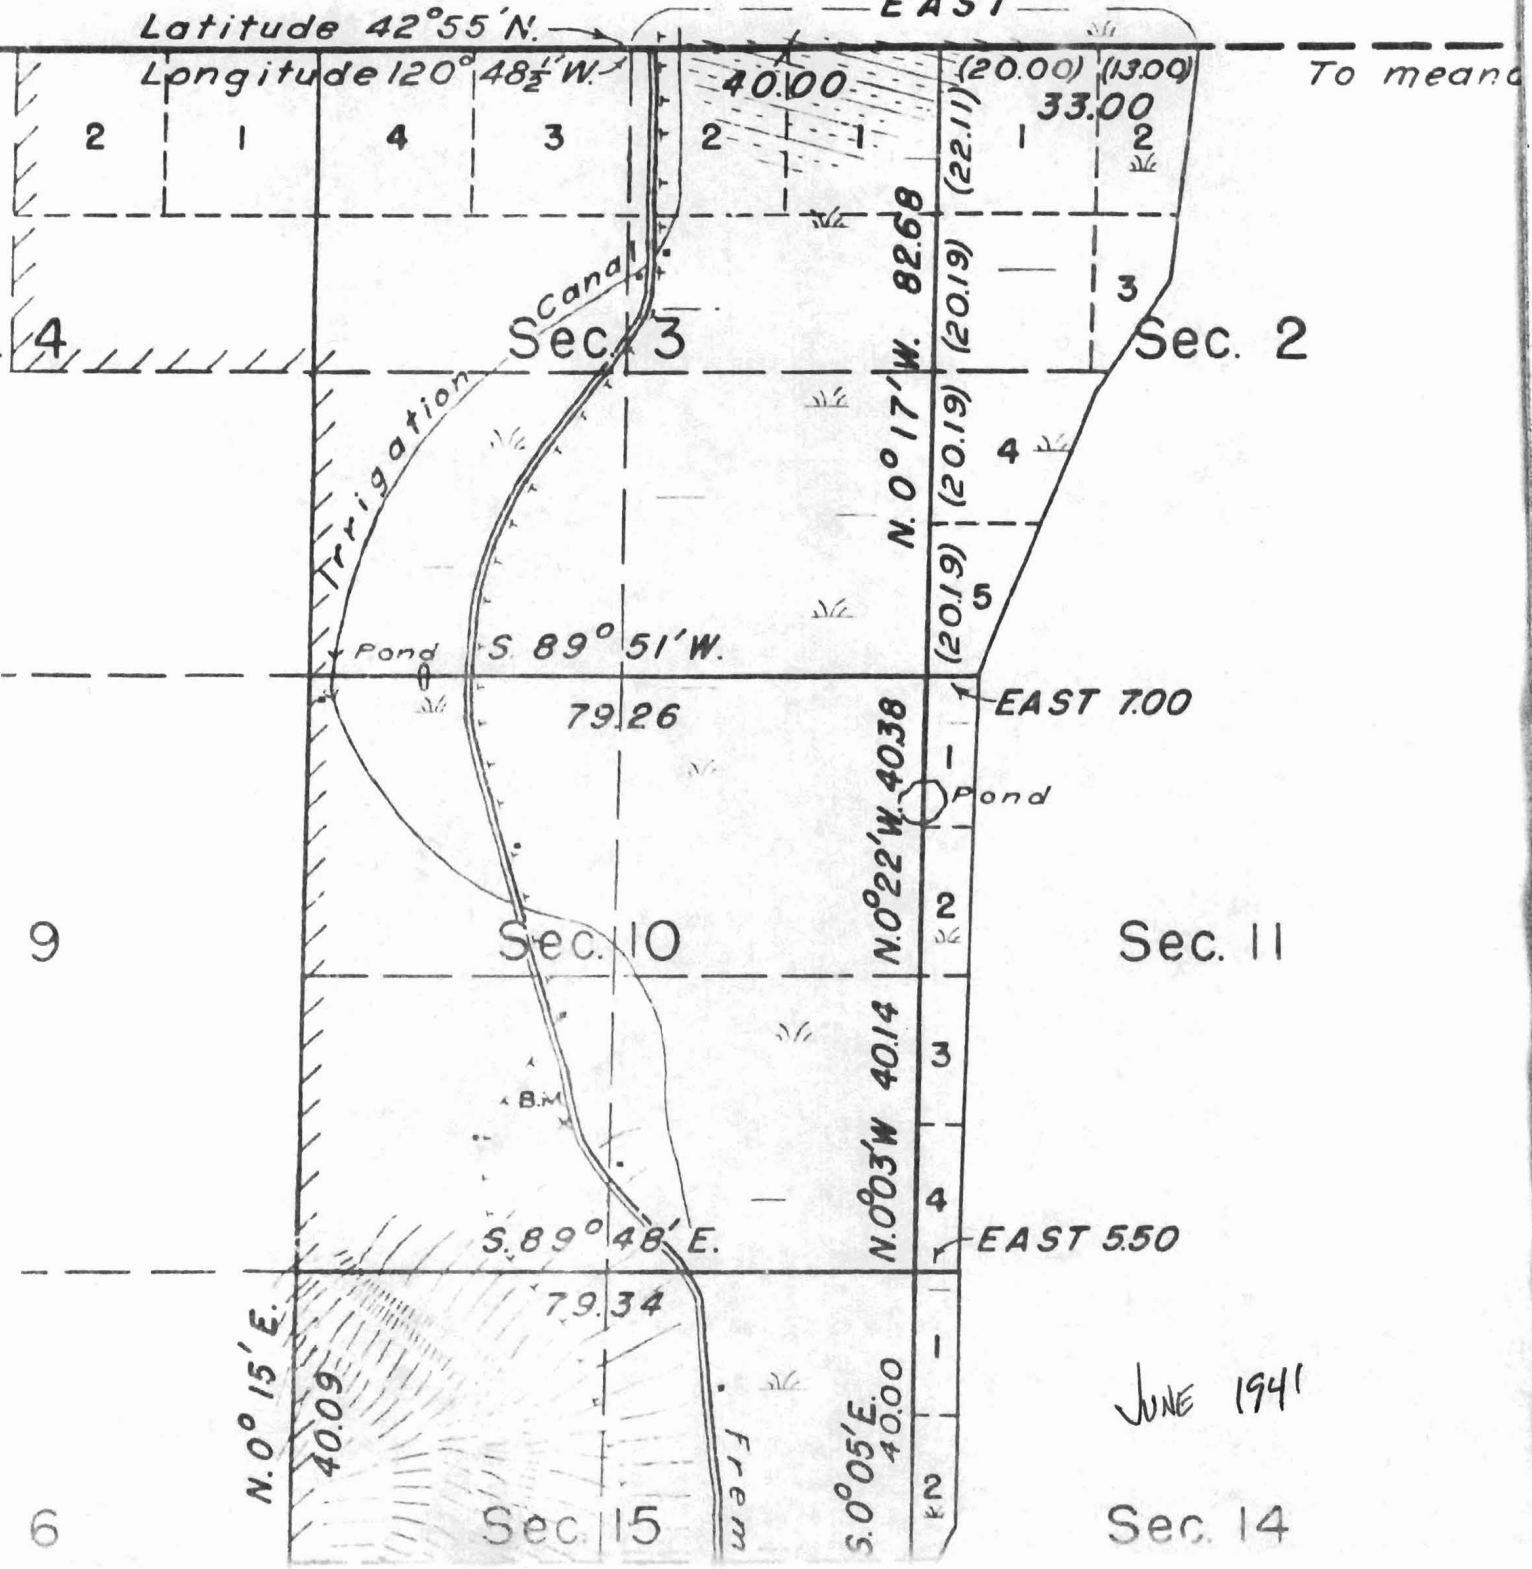 EAST
Latitude 42°55'N.
Longitude 120° 48½'W.
40.00
(20.00) (13.00)
33.00
To meand
2 1 4 3 2 1 1 2
(22.11)
N. 0° 17' W. 82.68
(20.19)
3
Irrigation Canal
4 Sec. 3 Sec. 2
(20.19)
4
(20.19)
5
Pond
S. 89° 51' W.
79.26
EAST 7.00
N. 0° 22' W. 40.38
1
Pond
2
9 Sec. 10 Sec. 11
N. 0° 03' W 40.14
3
B.M.
4
S. 89° 48' E.
EAST 5.50
79.34
N. 0° 15' E.
40.09
1
S. 0° 05' E.
40.00
JUNE 1941
Frem
2
6 Sec. 15 Sec. 14